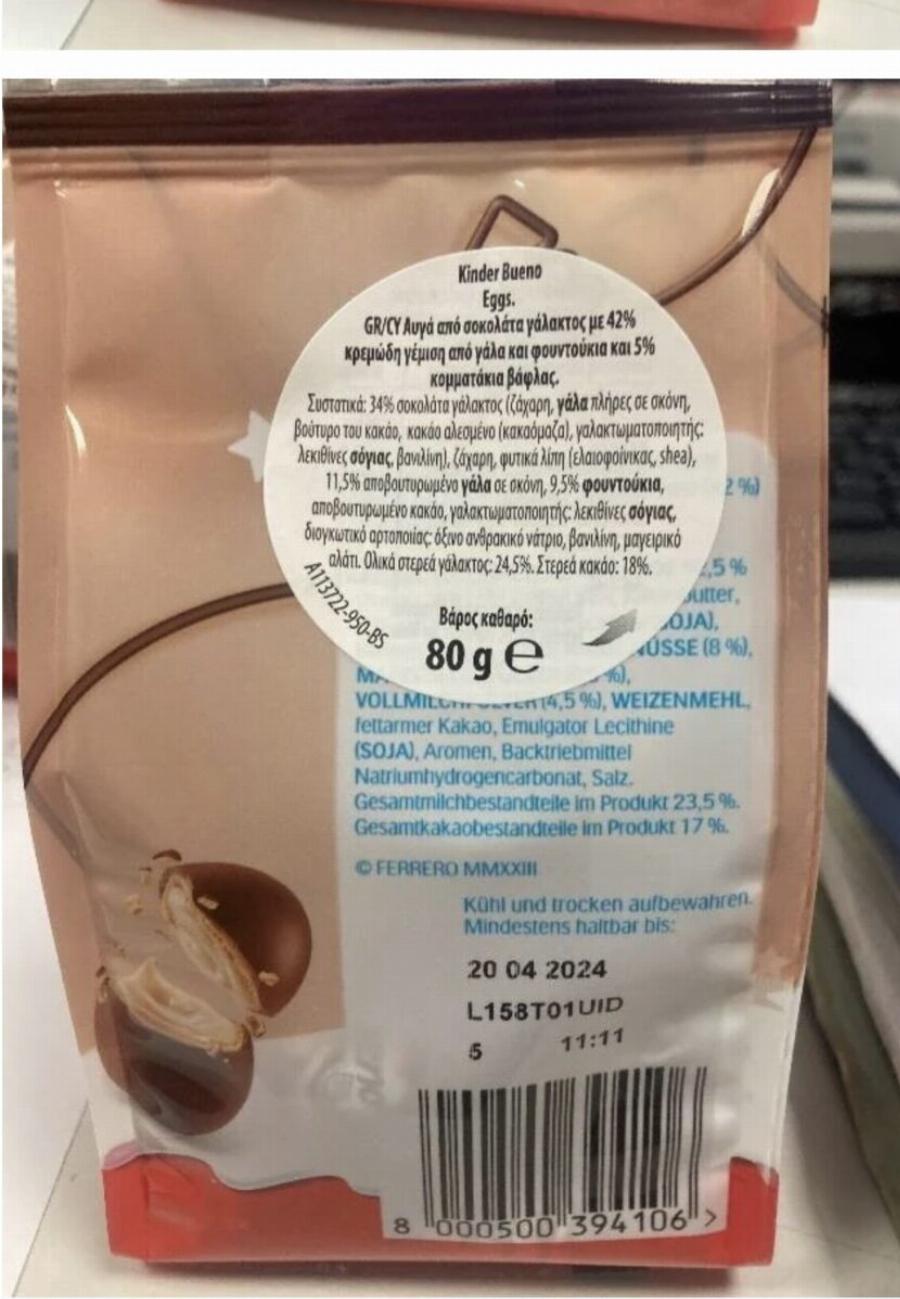 Kinder Bueno
Eggs.
GR/CY Αυγά από σοκολάτα γάλακτος με 42%
κρεμώδη γέμιση από γάλα και φουντούκια και 5%
κομματάκια βάφλας.
Συστατικά: 34% σοκολάτα γάλακτος (ζάχαρη, γάλα πλήρες σε σκόνη,
βούτυρο του κακάο, κακάο αλεσμένο (κακαόμαζα), γαλακτωματοποιητής:
λεκιθίνες σόγιας, βανιλίνη), ζάχαρη, φυτικά λίπη (ελαιοφοίνικας, shea),
11,5% αποβουτυρωμένο γάλα σε σκόνη, 9,5% φουντούκια,
αποβουτυρωμένο κακάο, γαλακτωματοποιητής: λεκιθίνες σόγιας,
διογκωτικό αρτοποιίας: όξινο ανθρακικό νάτριο, βανιλίνη, μαγειρικό
αλάτι. Ολικά στερεά γάλακτος: 24,5%. Στερεά κακάο: 18%.
A113722-950-BS
Βάρος καθαρό:
80 g e
2 %)
,5 %
utter,
OJA),
NÜSSE (8 %),
%),
(4,5 %), WEIZENMEHL,
fettarmer Kakao, Emulgator Lecithine
(SOJA), Aromen, Backtriebmittel
Natriumhydrogencarbonat, Salz.
Gesamtmilchbestandteile im Produkt 23,5 %.
Gesamtkakaobestandteile im Produkt 17 %.
© FERRERO MMXXIII
Kühl und trocken aufbewahren.
Mindestens haltbar bis:
20 04 2024
L158T01UID
5 11:11
8 000500 394106 >